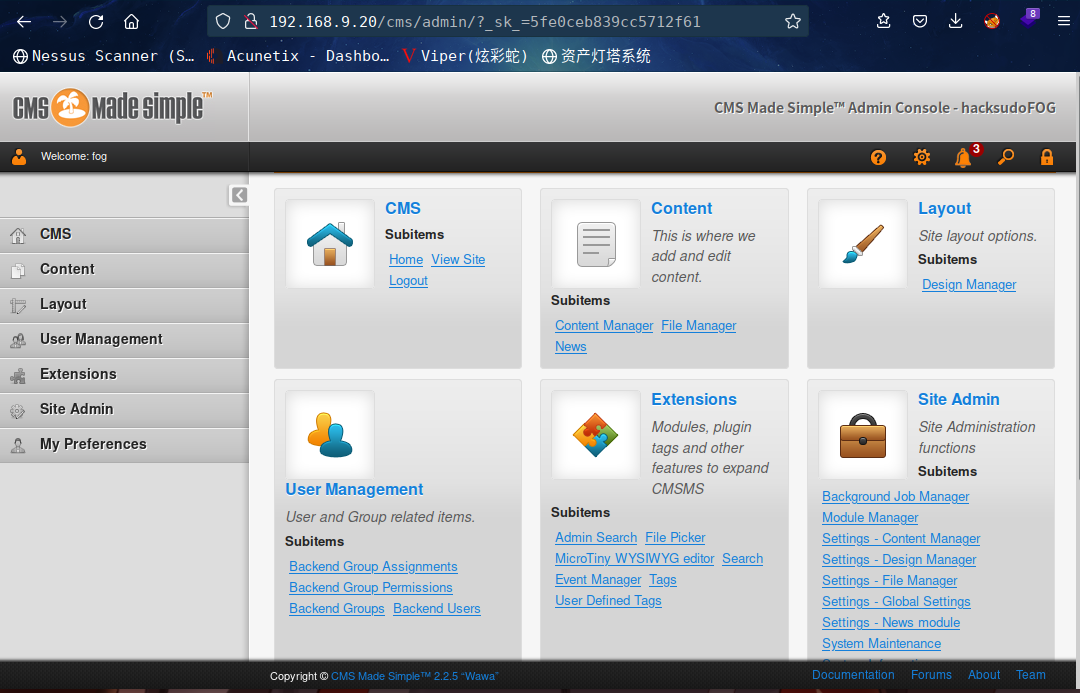 8
192.168.9.20/cms/admin/?_sk_=5fe0ceb839cc5712f61
Nessus Scanner (S… Acunetix - Dashbo… Viper(炫彩蛇) 资产灯塔系统
CMS Made Simple™
CMS Made Simple™ Admin Console - hacksudoFOG
Welcome: fog
3
CMS
Content
Layout
User Management
Extensions
Site Admin
My Preferences
CMS
Subitems
Home View Site
Logout
Content
This is where we
add and edit
content.
Subitems
Content Manager File Manager
News
Layout
Site layout options.
Subitems
Design Manager
User Management
User and Group related items.
Subitems
Backend Group Assignments
Backend Group Permissions
Backend Groups Backend Users
Extensions
Modules, plugin
tags and other
features to expand
CMSMS
Subitems
Admin Search File Picker
MicroTiny WYSIWYG editor Search
Event Manager Tags
User Defined Tags
Site Admin
Site Administration
functions
Subitems
Background Job Manager
Module Manager
Settings - Content Manager
Settings - Design Manager
Settings - File Manager
Settings - Global Settings
Settings - News module
System Maintenance
Copyright © CMS Made Simple™ 2.2.5 “Wawa”
Documentation Forums About Team